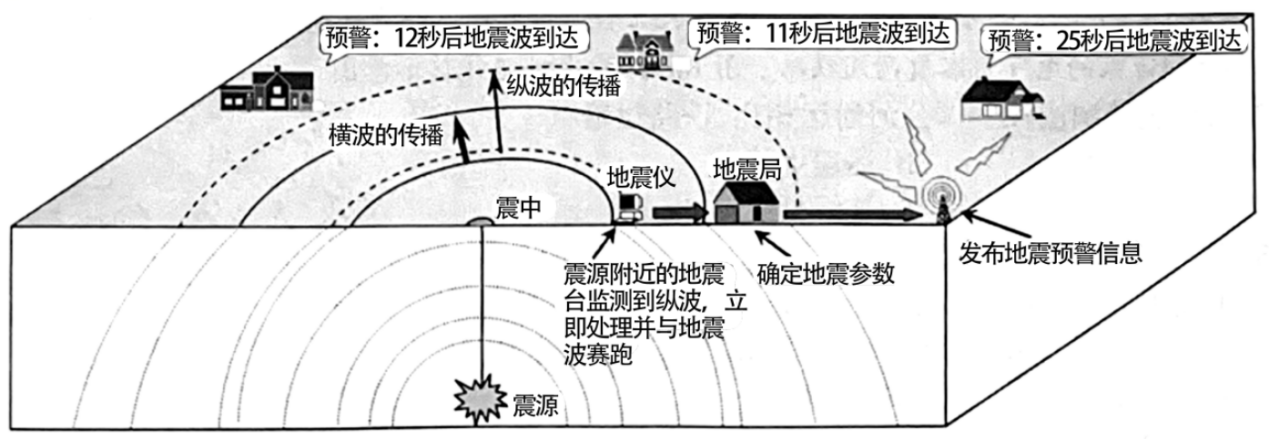 预警：12秒后地震波到达
预警：11秒后地震波到达
预警：25秒后地震波到达
纵波的传播
横波的传播
地震仪
地震局
震中
发布地震预警信息
震源附近的地震
台监测到纵波，立
即处理并与地震
波赛跑
确定地震参数
震源